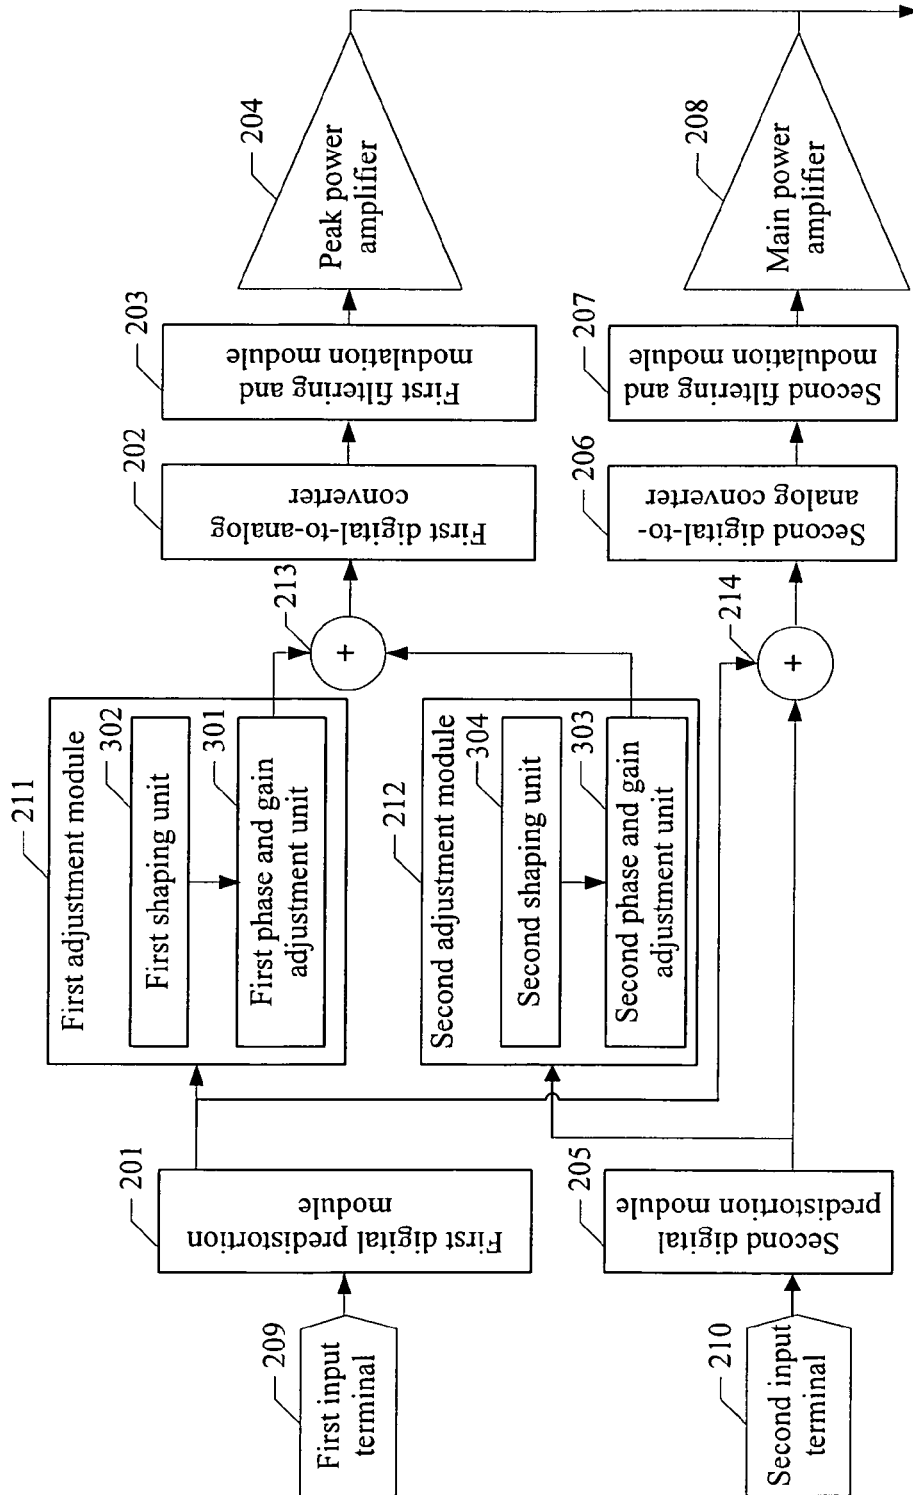 209
First input
terminal
201
First digital predistortion
module
211
First adjustment module
302
First shaping unit
301
First phase and gain
adjustment unit
213
+
202
First digital-to-analog
converter
203
First filtering and
modulation module
204
Peak power
amplifier
210
Second input
terminal
205
Second digital
predistortion module
212
Second adjustment module
304
Second shaping unit
303
Second phase and gain
adjustment unit
214
+
206
Second digital-to-
analog converter
207
Second filtering and
modulation module
208
Main power
amplifier